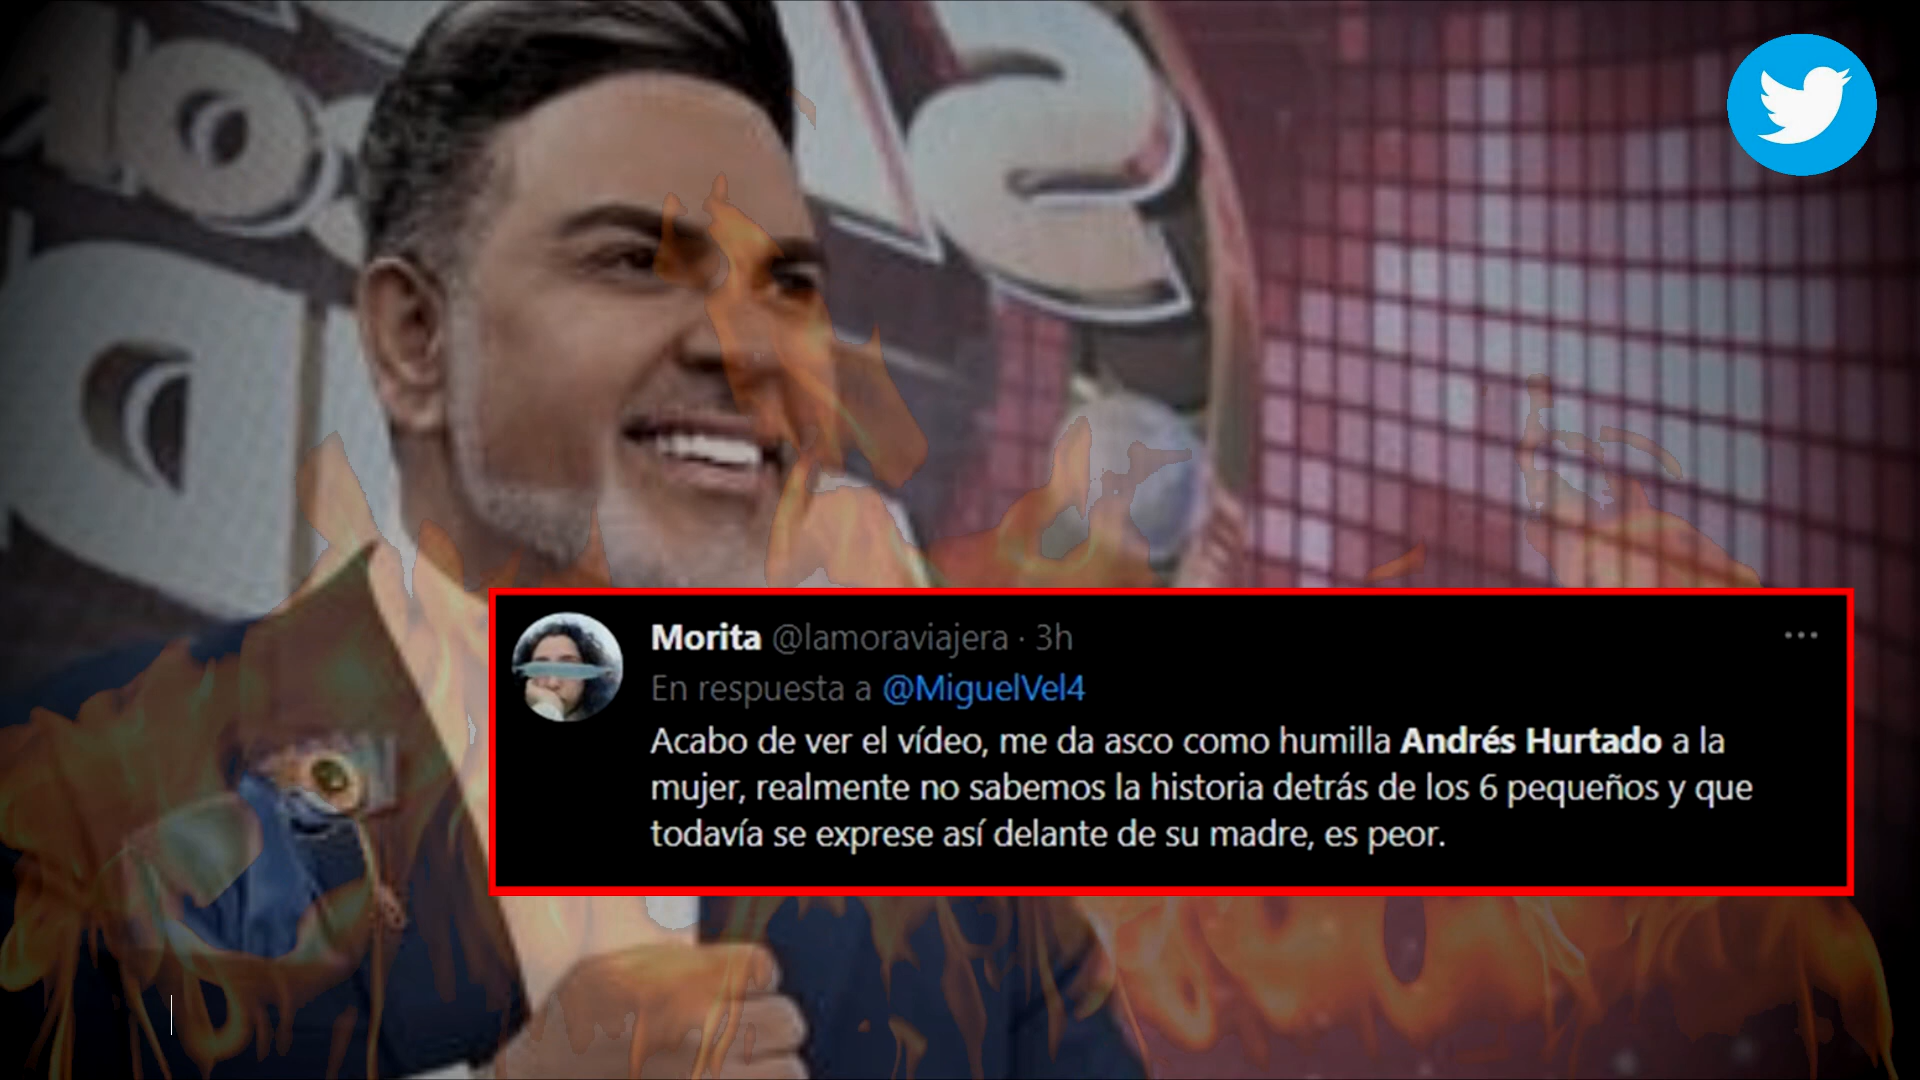 Morita @lamoraviajera · 3h
En respuesta a @MiguelVel4
Acabo de ver el vídeo, me da asco como humilla Andrés Hurtado a la
mujer, realmente no sabemos la historia detrás de los 6 pequeños y que
todavía se exprese así delante de su madre, es peor.